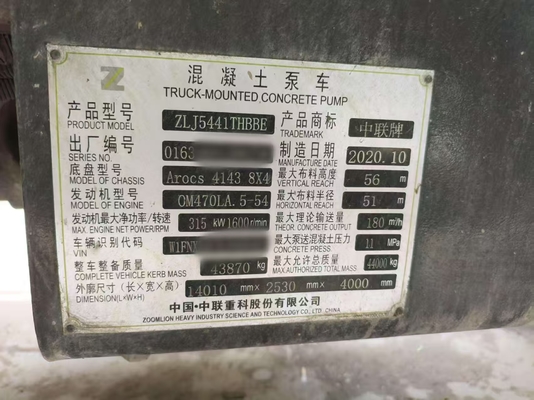 Z
混凝土泵车
TRUCK-MOUNTED CONCRETE PUMP
产品型号 ZLJ5441THBBE 产品商标 中联牌
PRODUCT MODEL TRADEMARK
出厂编号 0163 制造日期 2020.10
SERIES NO. MANUFACTURE DATE
底盘型号 Arocs 4143 8X4 最大布料高度 56 m
MODEL OF CHASSIS VERTICAL REACH
发动机型号 OM470LA.5-54 最大布料半径 51 m
MODEL OF ENGINE HORIZONTAL REACH
发动机最大净功率/转速 315 kW 1600r/min 最大理论输送量 180 m³/h
MAX. ENGINE NET POWER/RPM THEOR. CONCRETE OUTPUT
车辆识别代码 W1FN 最大泵送混凝土压力 11 MPa
VIN CONCRETE PRESSURE
整车整备质量 43870 kg 最大允许总质量 44000 kg
COMPLETE VEHICLE KERB MASS MAX. AUTHORIZED TOTAL MASS
外廓尺寸(长×宽×高) 14010 mm× 2530 mm× 4000 mm
DIMENSION(L*W*H)
中国·中联重科股份有限公司
ZOOMLION HEAVY INDUSTRY SCIENCE AND TECHNOLOGY CO., LTD. CHINA